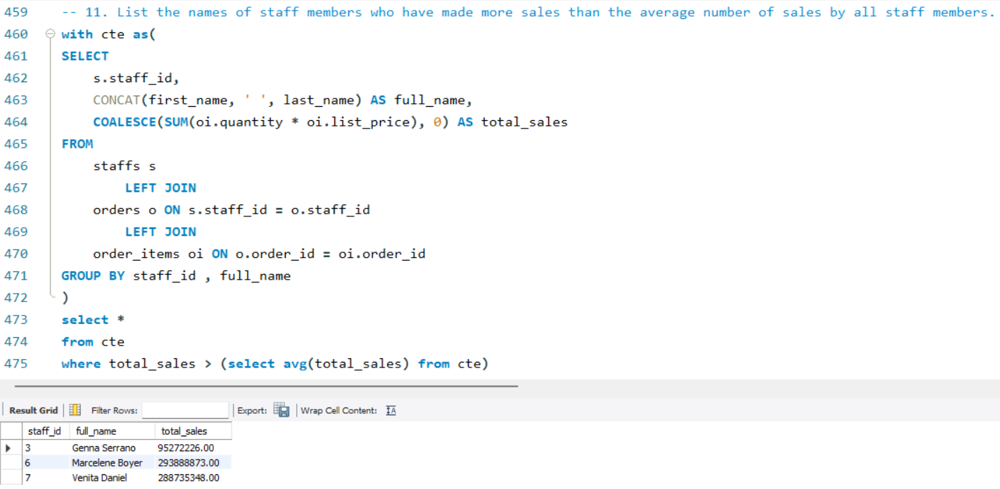 459 -- 11. List the names of staff members who have made more sales than the average number of sales by all staff members.
460 with cte as(
461 SELECT
462 s.staff_id,
463 CONCAT(first_name, ' ', last_name) AS full_name,
464 COALESCE(SUM(oi.quantity * oi.list_price), 0) AS total_sales
465 FROM
466 staffs s
467 LEFT JOIN
468 orders o ON s.staff_id = o.staff_id
469 LEFT JOIN
470 order_items oi ON o.order_id = oi.order_id
471 GROUP BY staff_id , full_name
472 )
473 select *
474 from cte
475 where total_sales > (select avg(total_sales) from cte)
Result Grid Filter Rows: Export: Wrap Cell Content: IA
staff_id full_name total_sales
3 Genna Serrano 95272226.00
6 Marcelene Boyer 293888873.00
7 Venita Daniel 288735348.00